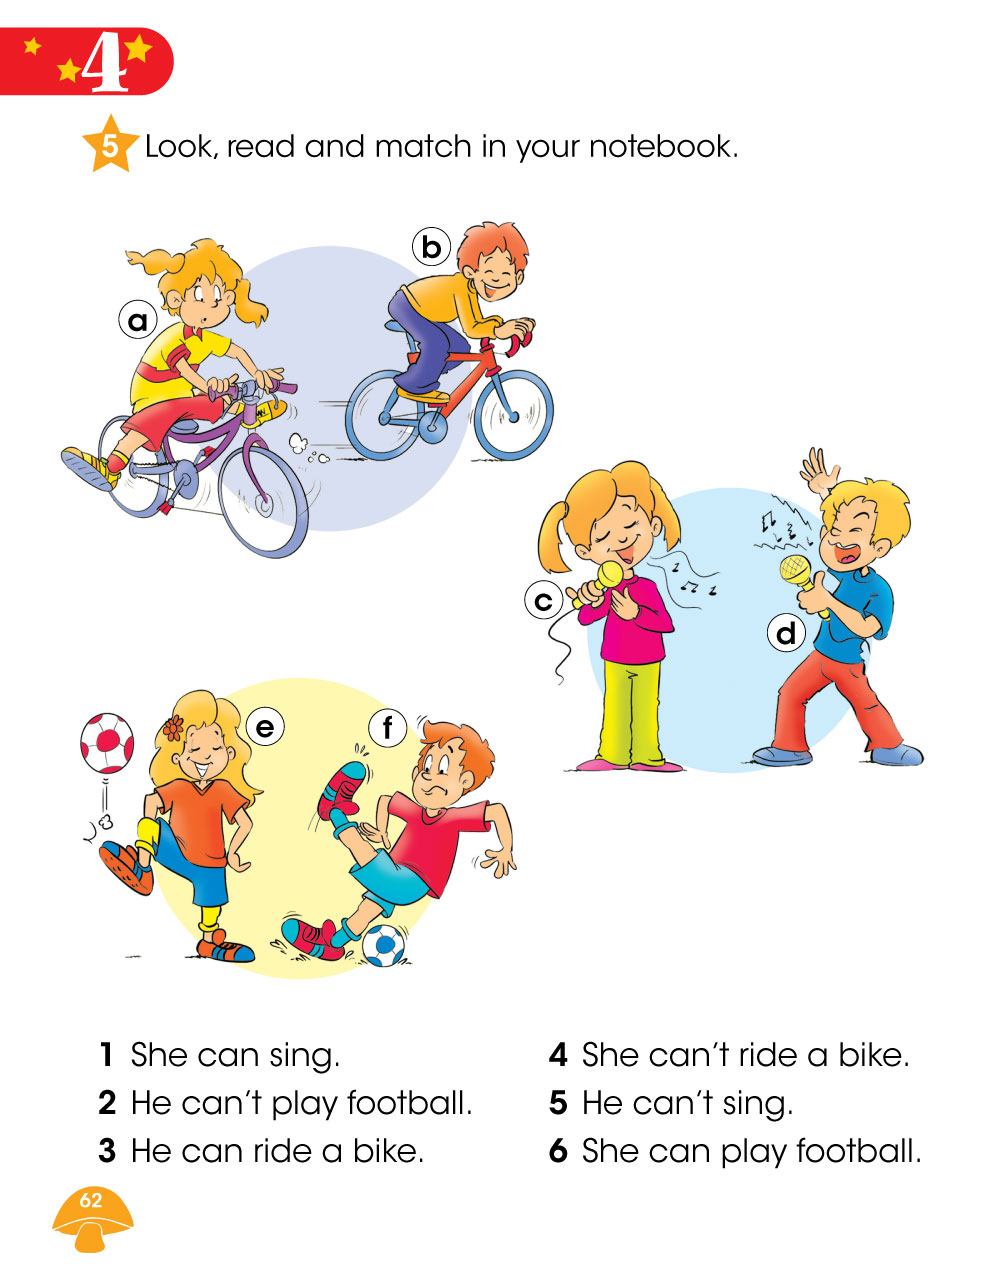 4
5 Look, read and match in your notebook.
a
b
c
d
e
f
1 She can sing.
2 He can't play football.
3 He can ride a bike.
4 She can't ride a bike.
5 He can't sing.
6 She can play football.
62